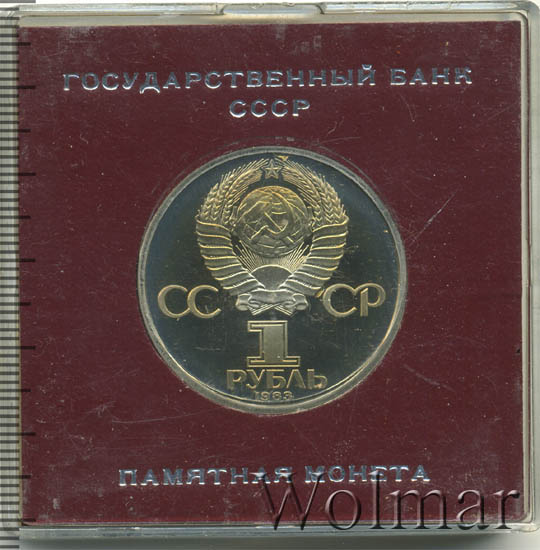 ГОСУДАРСТВЕННЫЙ БАНК
СССР
СС СР
1
РУБЛЬ
1983
ПАМЯТНАЯ МОНЕТА
Wolmar